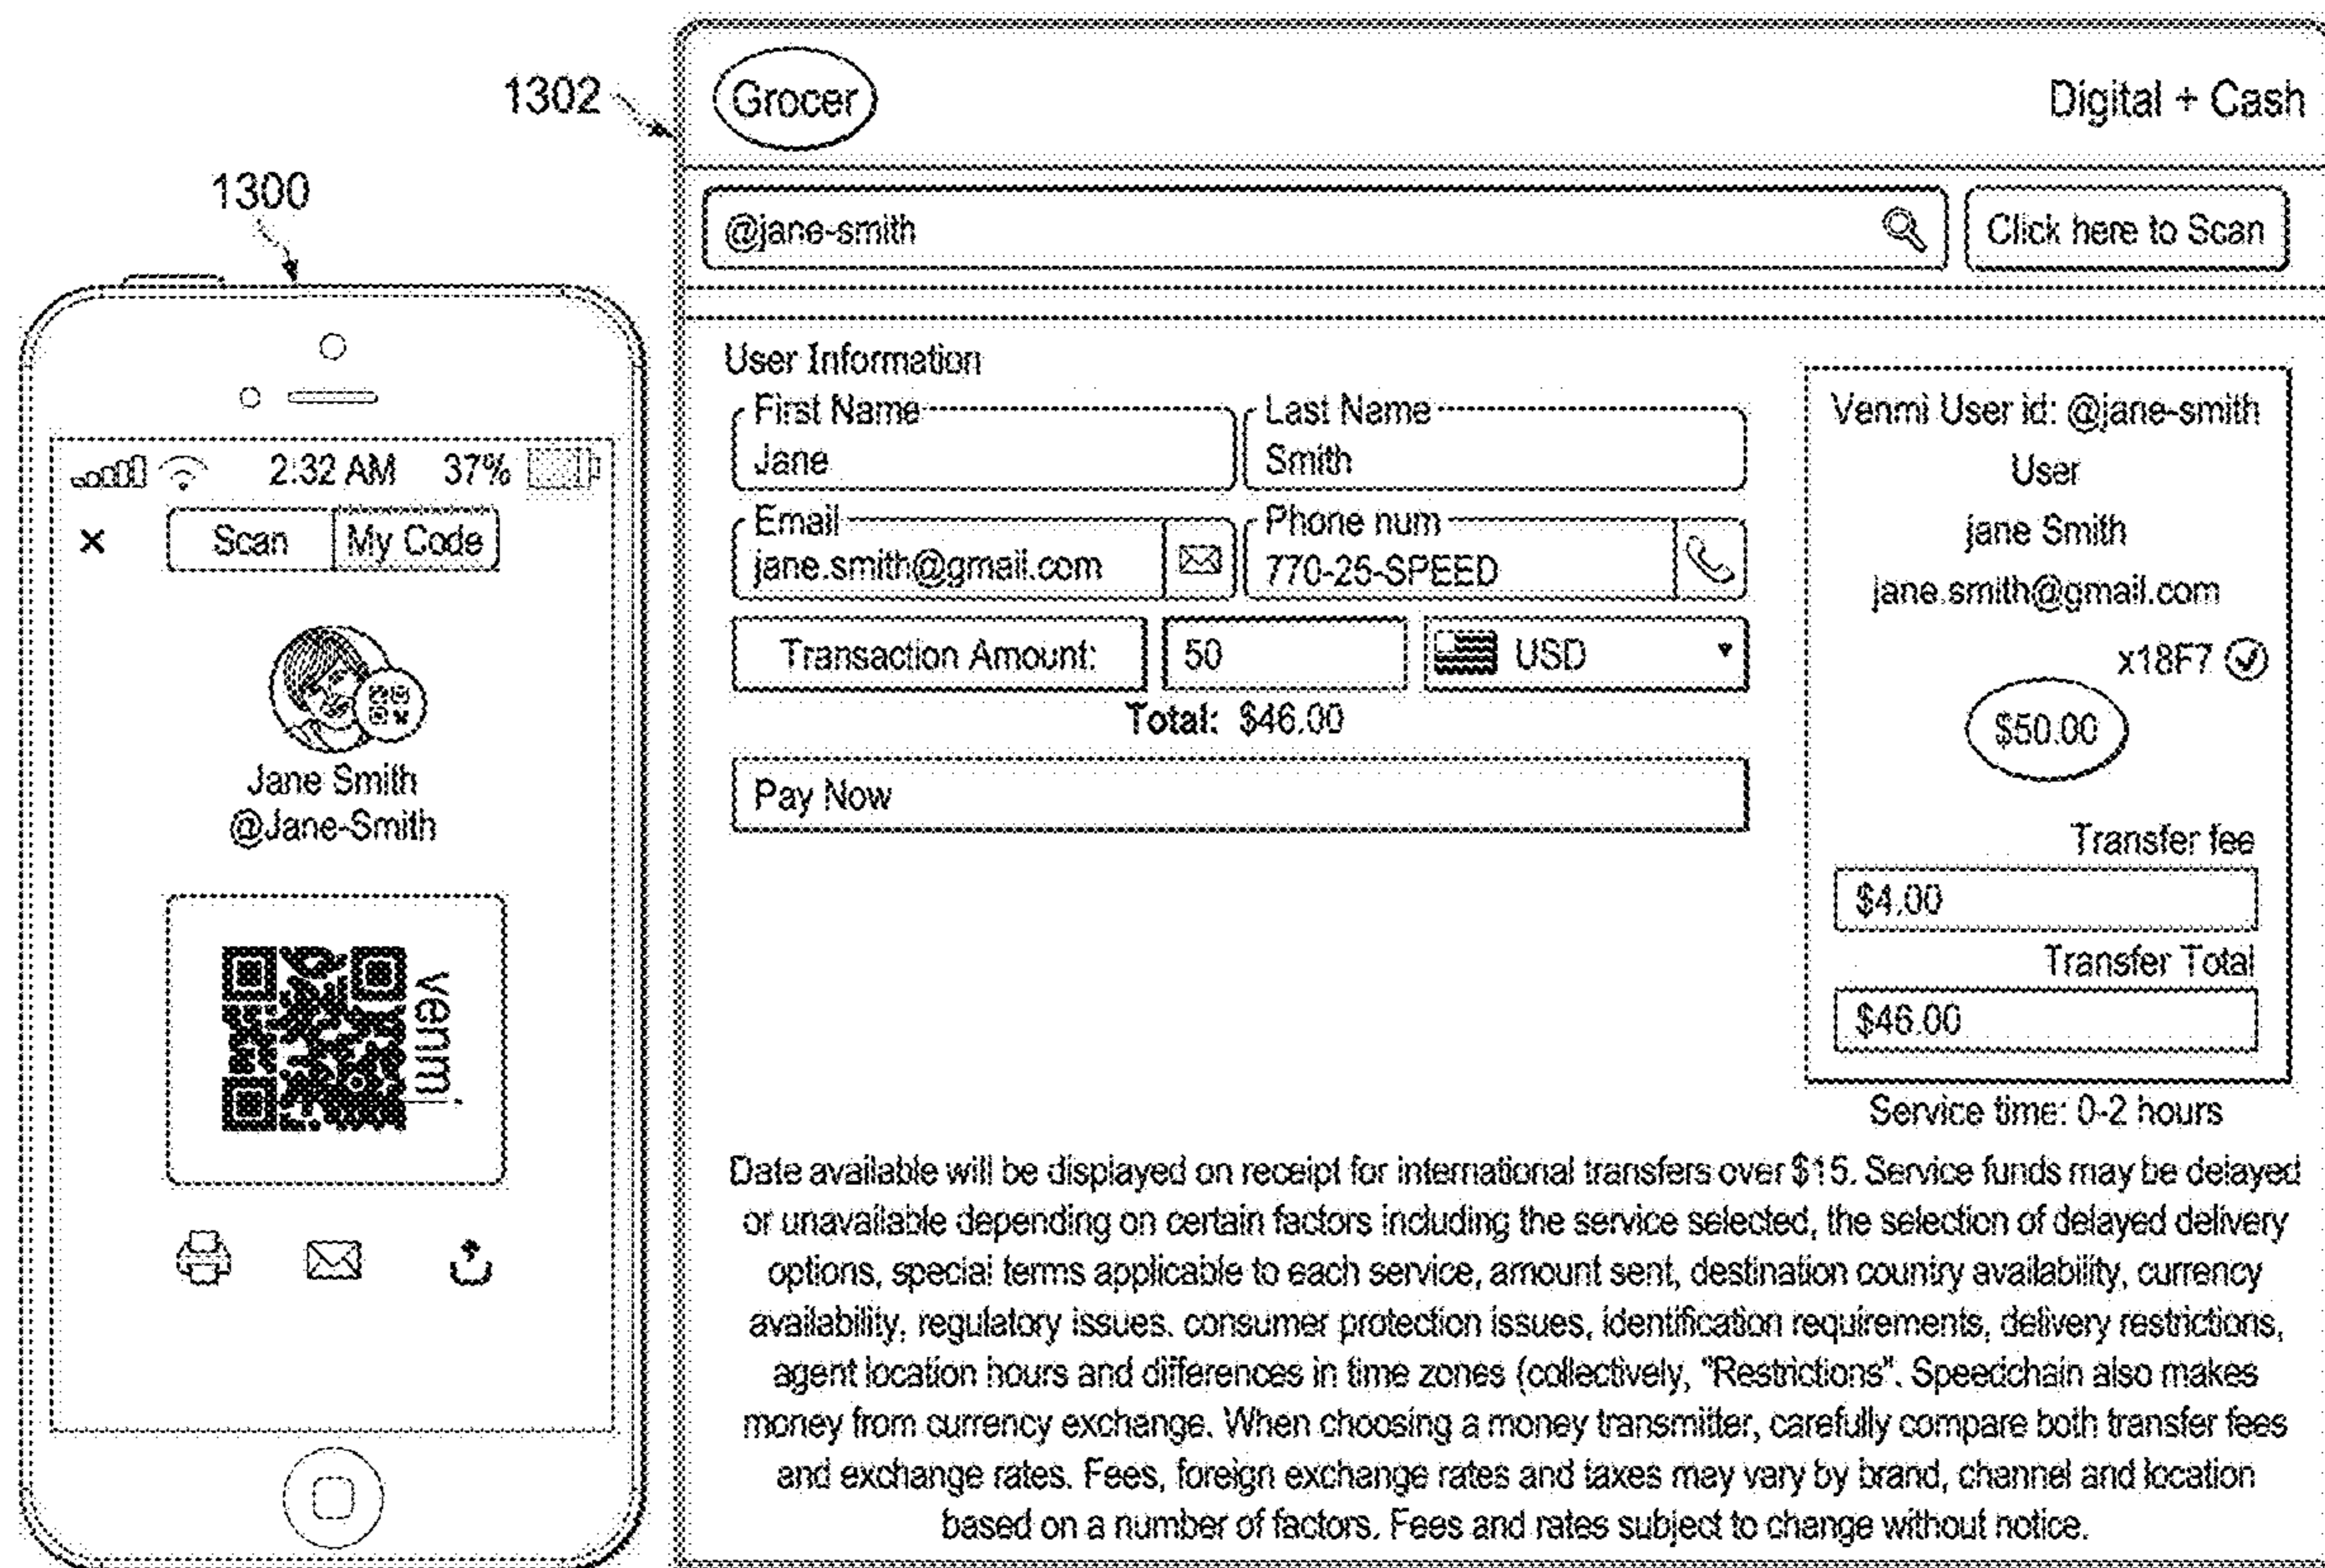 1302
Grocer
Digital + Cash
1300
@jane-smith
Click here to Scan
2:32 AM 37%
× Scan My Code
Jane Smith
@Jane-Smith
venmi
User Information
First Name
Jane
Last Name
Smith
Email
jane.smith@gmail.com
Phone num
770-25-SPEED
Transaction Amount: 50 USD
Total: $46.00
Pay Now
Venmi User id: @jane-smith
User
jane Smith
jane.smith@gmail.com
x18F7
$50.00
Transfer fee
$4.00
Transfer Total
$46.00
Service time: 0-2 hours
Date available will be displayed on receipt for international transfers over $15. Service funds may be delayed
or unavailable depending on certain factors including the service selected, the selection of delayed delivery
options, special terms applicable to each service, amount sent, destination country availability, currency
availability, regulatory issues. consumer protection issues, identification requirements, delivery restrictions,
agent location hours and differences in time zones (collectively, "Restrictions". Speedchain also makes
money from currency exchange. When choosing a money transmitter, carefully compare both transfer fees
and exchange rates. Fees, foreign exchange rates and taxes may vary by brand, channel and location
based on a number of factors. Fees and rates subject to change without notice.